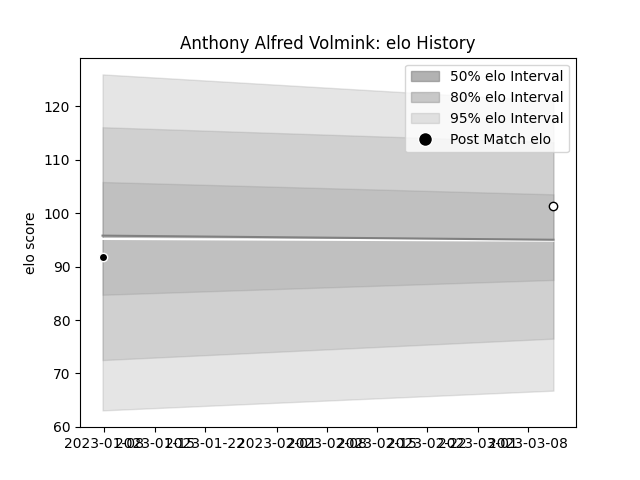 Anthony Alfred Volmink: elo History
50% elo Interval
80% elo Interval
95% elo Interval
Post Match elo
elo score
120
110
100
90
80
70
60
2023-01-08 2023-01-15 2023-01-22 2023-02-01 2023-02-08 2023-02-15 2023-02-22 2023-03-01 2023-03-08